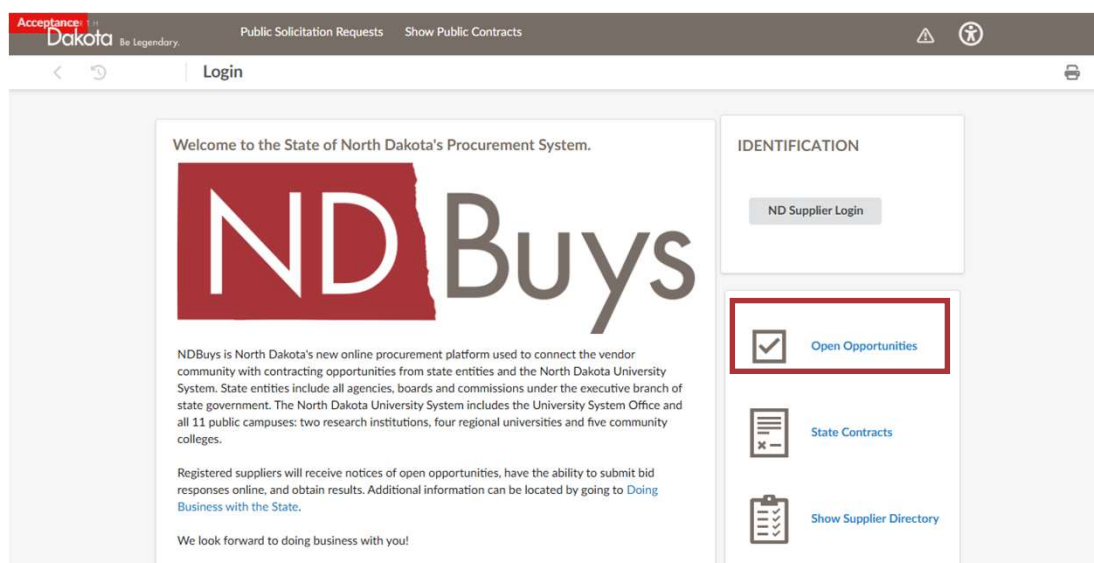 Acceptance
Dakota Be Legendary.
Public Solicitation Requests Show Public Contracts
Login
Welcome to the State of North Dakota's Procurement System.
ND Buys
NDBuys is North Dakota's new online procurement platform used to connect the vendor
community with contracting opportunities from state entities and the North Dakota University
System. State entities include all agencies, boards and commissions under the executive branch of
state government. The North Dakota University System includes the University System Office and
all 11 public campuses: two research institutions, four regional universities and five community
colleges.
Registered suppliers will receive notices of open opportunities, have the ability to submit bid
responses online, and obtain results. Additional information can be located by going to Doing
Business with the State.
We look forward to doing business with you!
IDENTIFICATION
ND Supplier Login
Open Opportunities
State Contracts
Show Supplier Directory